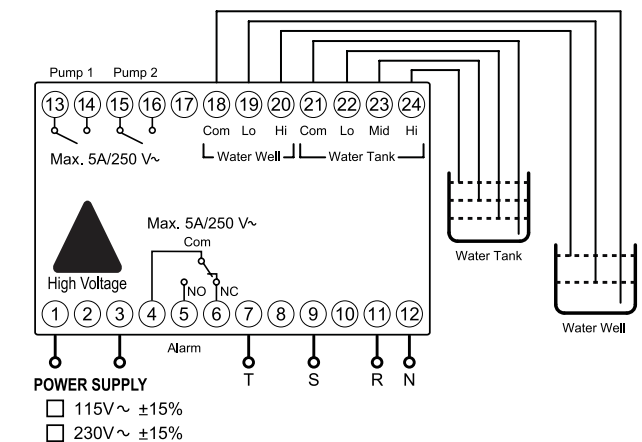 Pump 1 Pump 2
13 14 15 16 17 18 19 20 21 22 23 24
Com Lo Hi Com Lo Mid Hi
Water Well Water Tank
Max. 5A/250 V~
Max. 5A/250 V~
Com
High Voltage
NO NC
1 2 3 4 5 6 7 8 9 10 11 12
Alarm
T S R N
POWER SUPPLY
115V~ ±15%
230V~ ±15%
Water Tank
Water Well